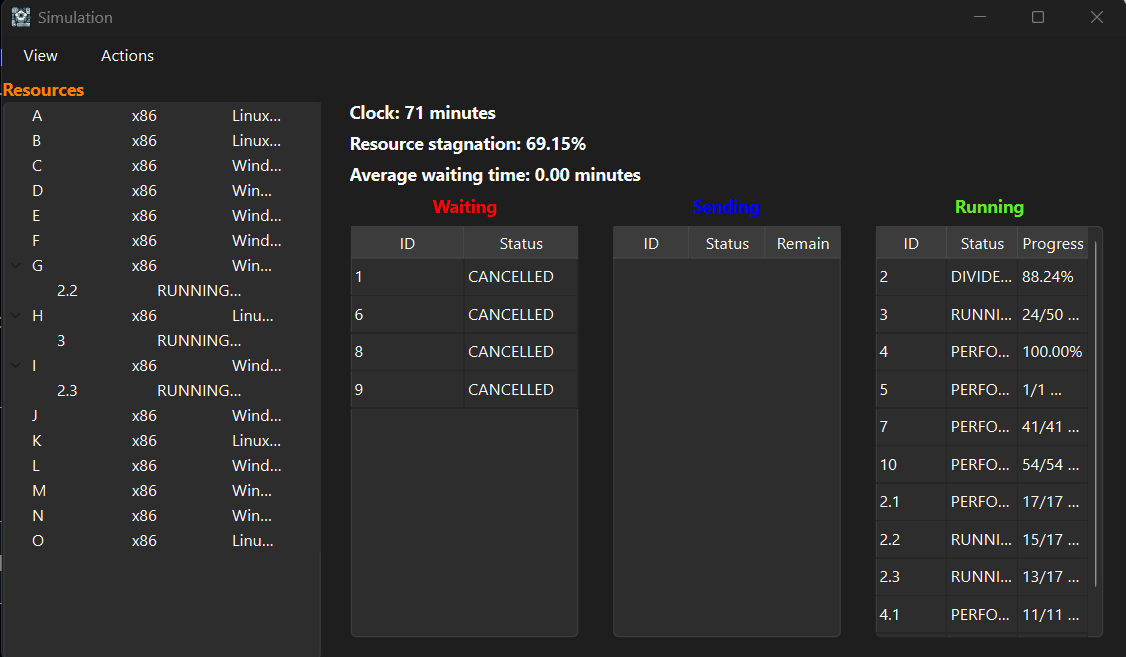 Simulation
View Actions
Resources
A x86 Linux...
B x86 Linux...
C x86 Wind...
D x86 Win...
E x86 Wind...
F x86 Wind...
G x86 Win...
2.2 RUNNING...
H x86 Linu...
3 RUNNING...
I x86 Wind...
2.3 RUNNING...
J x86 Wind...
K x86 Linux...
L x86 Wind...
M x86 Win...
N x86 Win...
O x86 Linu...
Clock: 71 minutes
Resource stagnation: 69.15%
Average waiting time: 0.00 minutes
Waiting
ID Status
1 CANCELLED
6 CANCELLED
8 CANCELLED
9 CANCELLED
Sending
ID Status Remain
Running
ID Status Progress
2 DIVIDE... 88.24%
3 RUNNI... 24/50 ...
4 PERFO... 100.00%
5 PERFO... 1/1 ...
7 PERFO... 41/41 ...
10 PERFO... 54/54 ...
2.1 PERFO... 17/17 ...
2.2 RUNNI... 15/17 ...
2.3 RUNNI... 13/17 ...
4.1 PERFO... 11/11 ...